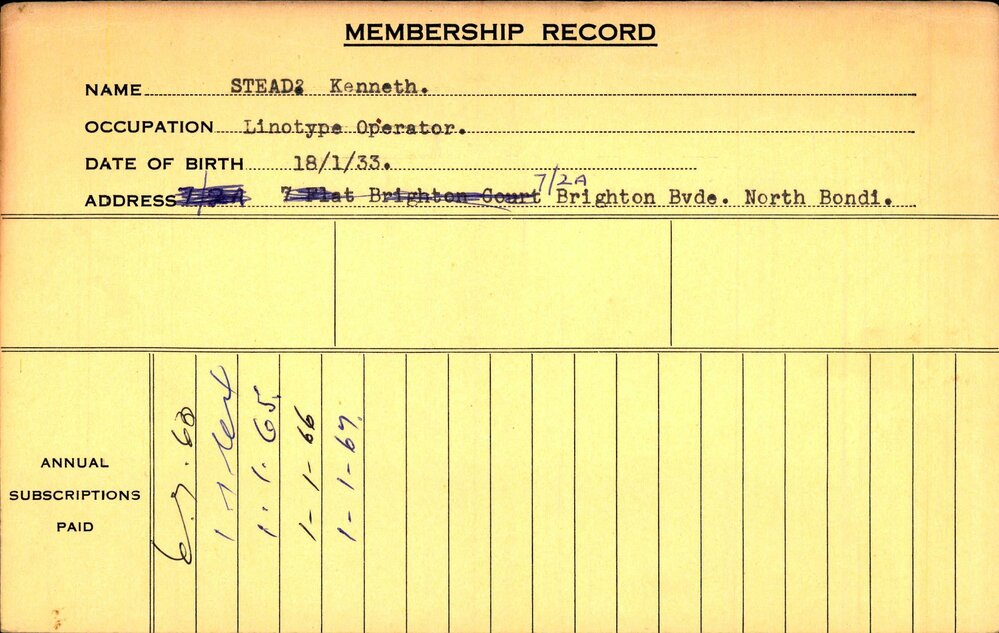 MEMBERSHIP RECORD
NAME STEAD? Kenneth.
OCCUPATION Linotype Operator.
DATE OF BIRTH 18/1/33.
ADDRESS 7/2A 7 Flat Brighton Court 7/2A Brighton Bvde. North Bondi.
ANNUAL
SUBSCRIPTIONS
PAID
1.1.65.
1-1-66
1-1-67.